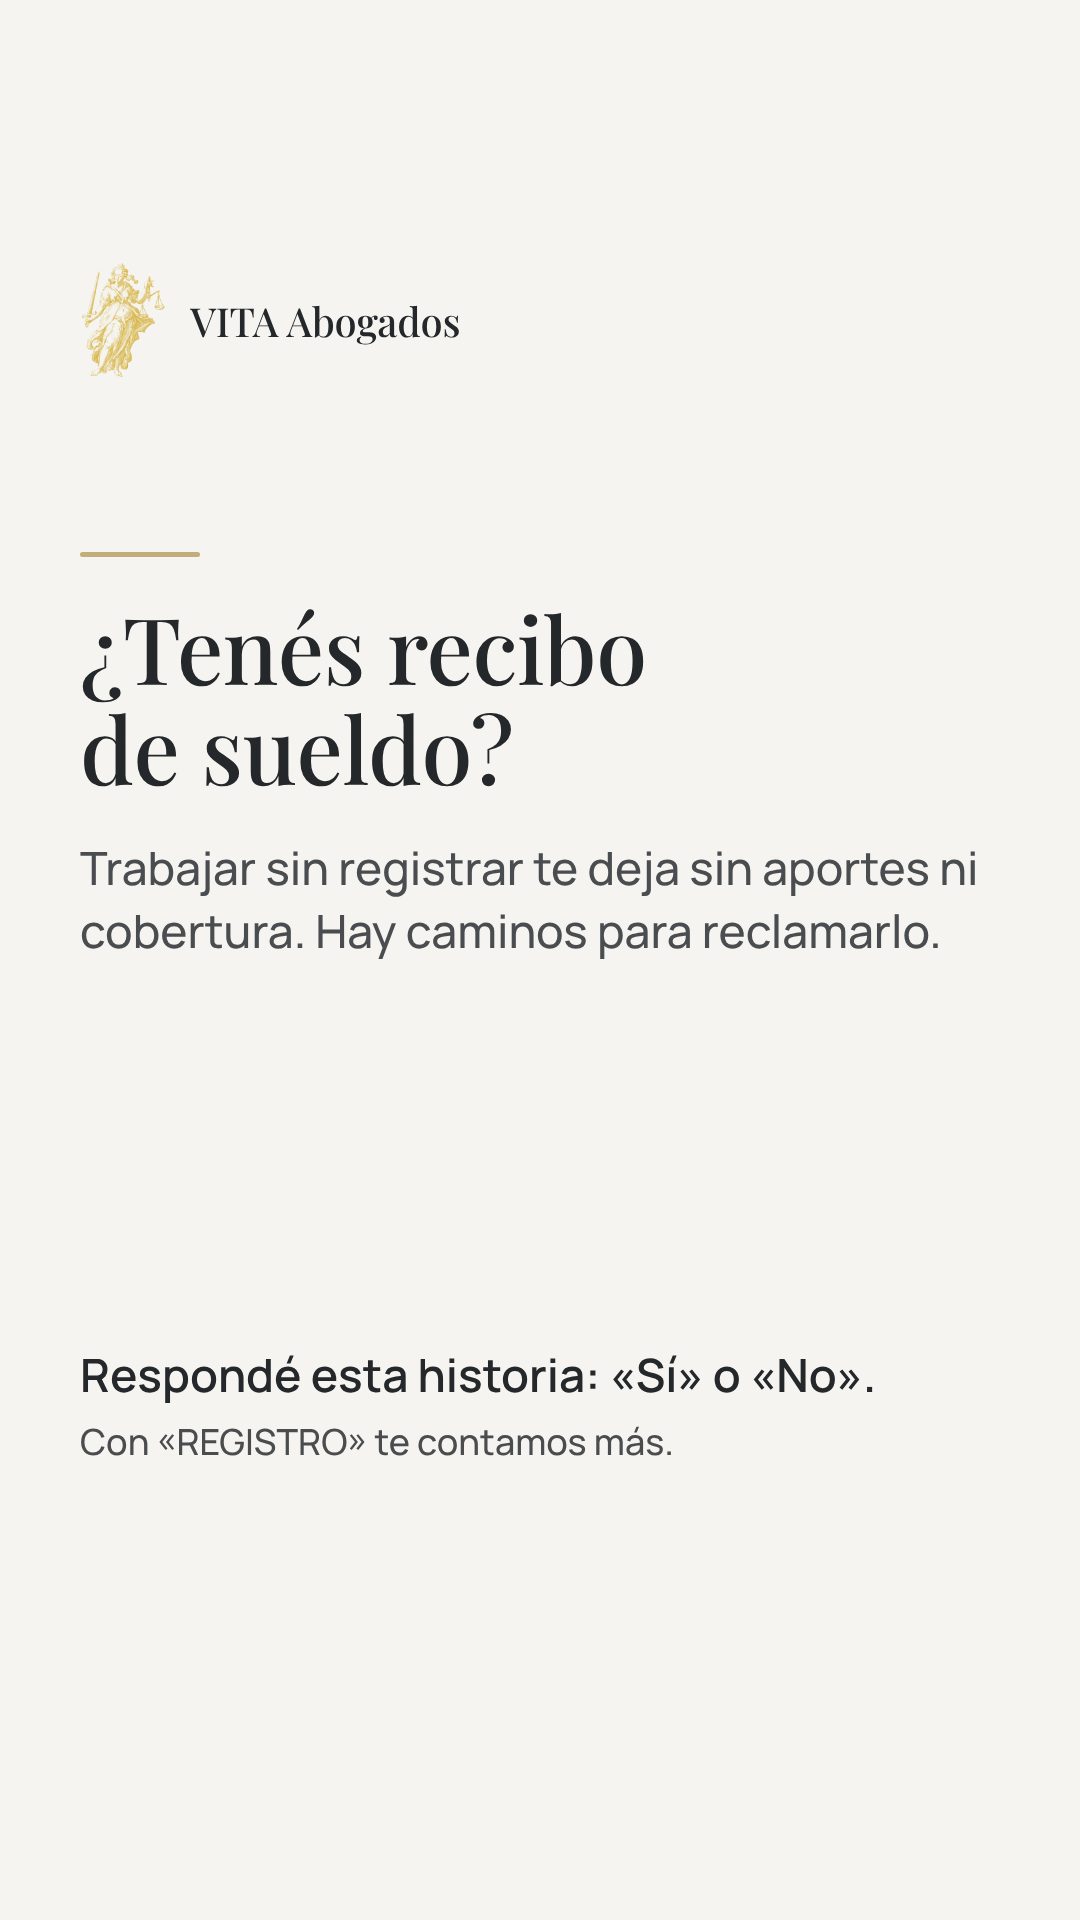 VITA Abogados
¿Tenés recibo
de sueldo?
Trabajar sin registrar te deja sin aportes ni
cobertura. Hay caminos para reclamarlo.
Respondé esta historia: «Sí» o «No».
Con «REGISTRO» te contamos más.